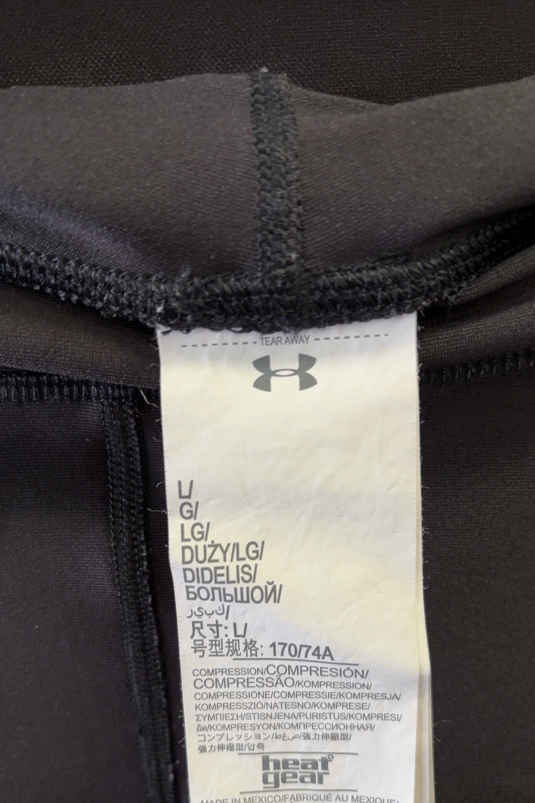 TEAR AWAY
L/
G/
LG/
DUŻY/LG/
DIDELIS/
БОЛЬШОЙ/
اكبير/
尺寸: L/
号型规格: 170/74A
COMPRESSION/COMPRESIÓN/
COMPRESSÃO/KOMPRESSION/
COMPRESSIONE/COMPRESSIE/KOMPRESJA/
KOMPRESSZIÓ/NATESNO/KOMPRESE/
ΣΥΜΠΙΕΣΗ/STISNJENA/PURISTUS/KOMPRESI/
KOMPRESYON/КОМПРЕССИОННАЯ/
コンプレッション/
強力伸縮型/
heat
gear
MADE IN MEXICO/FABRIQUÉ AU MEXIQUE/